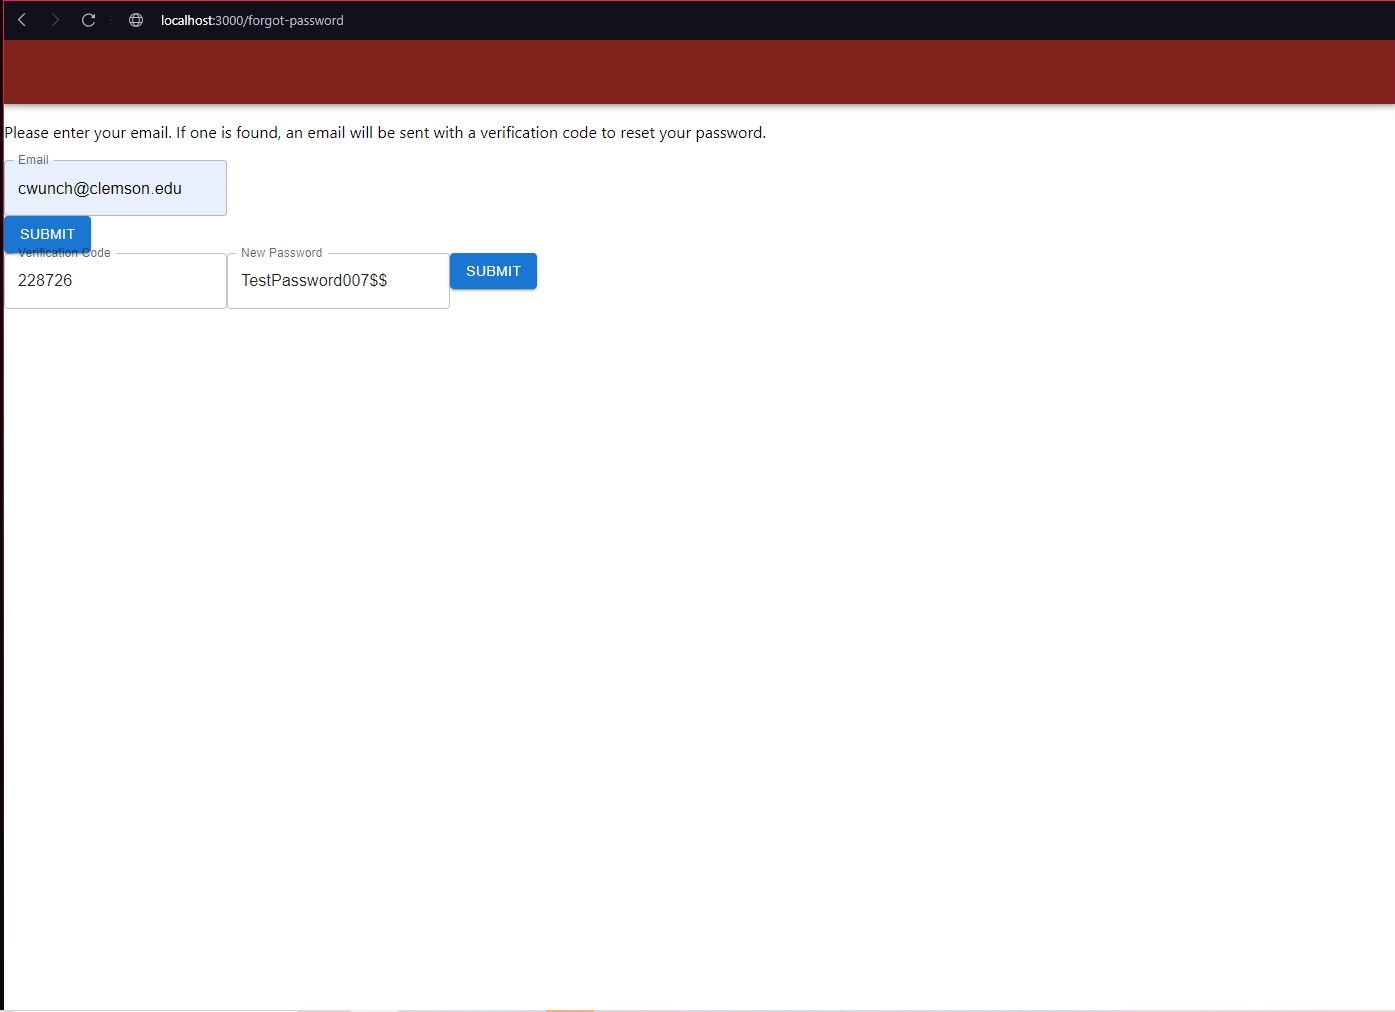 localhost:3000/forgot-password
Please enter your email. If one is found, an email will be sent with a verification code to reset your password.
Email
cwunch@clemson.edu
SUBMIT
Verification Code New Password
228726 TestPassword007$$ SUBMIT